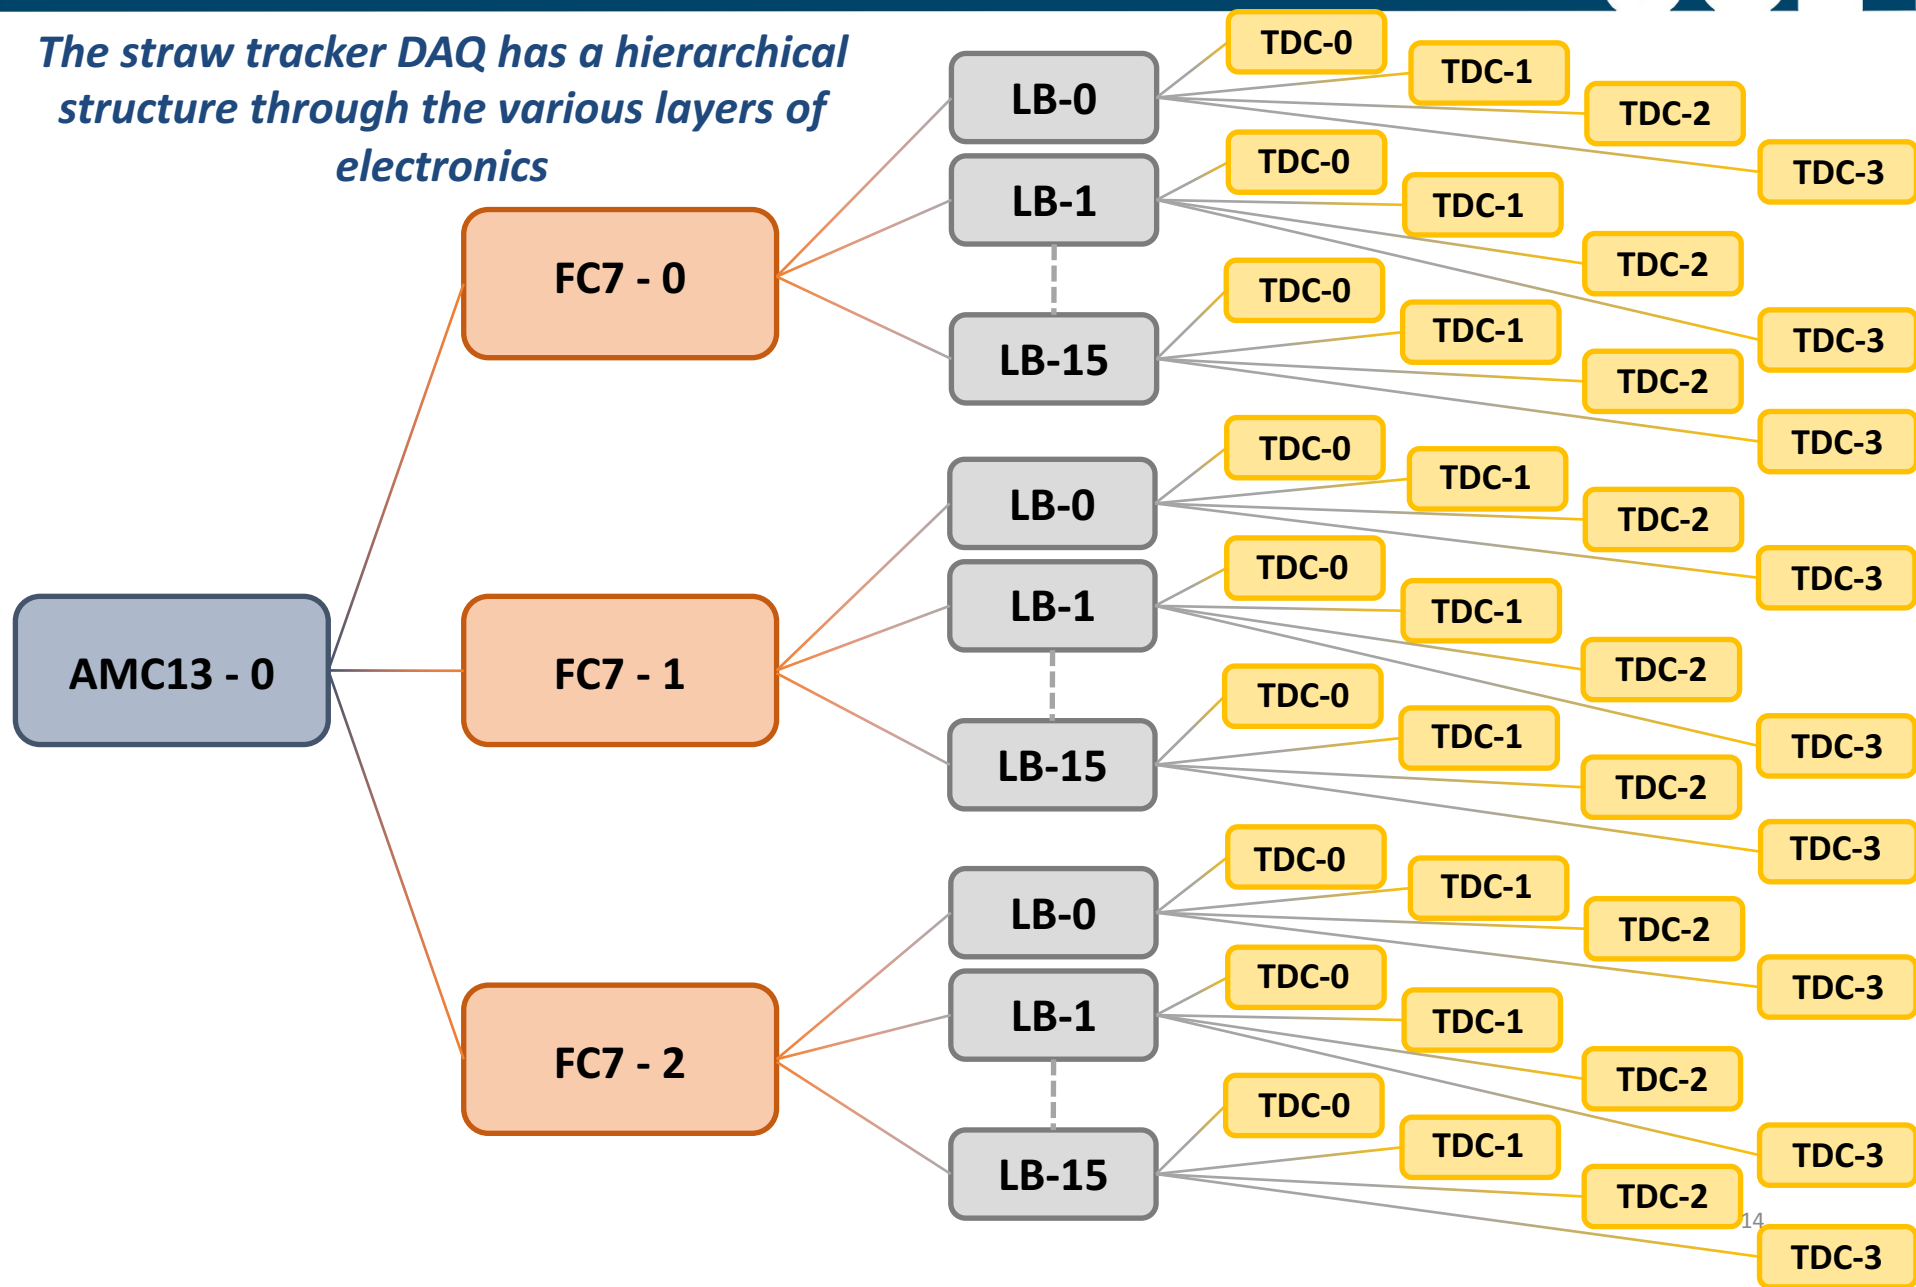 The straw tracker DAQ has a hierarchical
structure through the various layers of
electronics
AMC13 - 0
FC7 - 0
LB-0
TDC-0
TDC-1
TDC-2
TDC-3
LB-1
TDC-0
TDC-1
TDC-2
TDC-3
LB-15
TDC-0
TDC-1
TDC-2
TDC-3
FC7 - 1
LB-0
TDC-0
TDC-1
TDC-2
TDC-3
LB-1
TDC-0
TDC-1
TDC-2
TDC-3
LB-15
TDC-0
TDC-1
TDC-2
TDC-3
FC7 - 2
LB-0
TDC-0
TDC-1
TDC-2
TDC-3
LB-1
TDC-0
TDC-1
TDC-2
TDC-3
LB-15
TDC-0
TDC-1
TDC-2
TDC-3
14